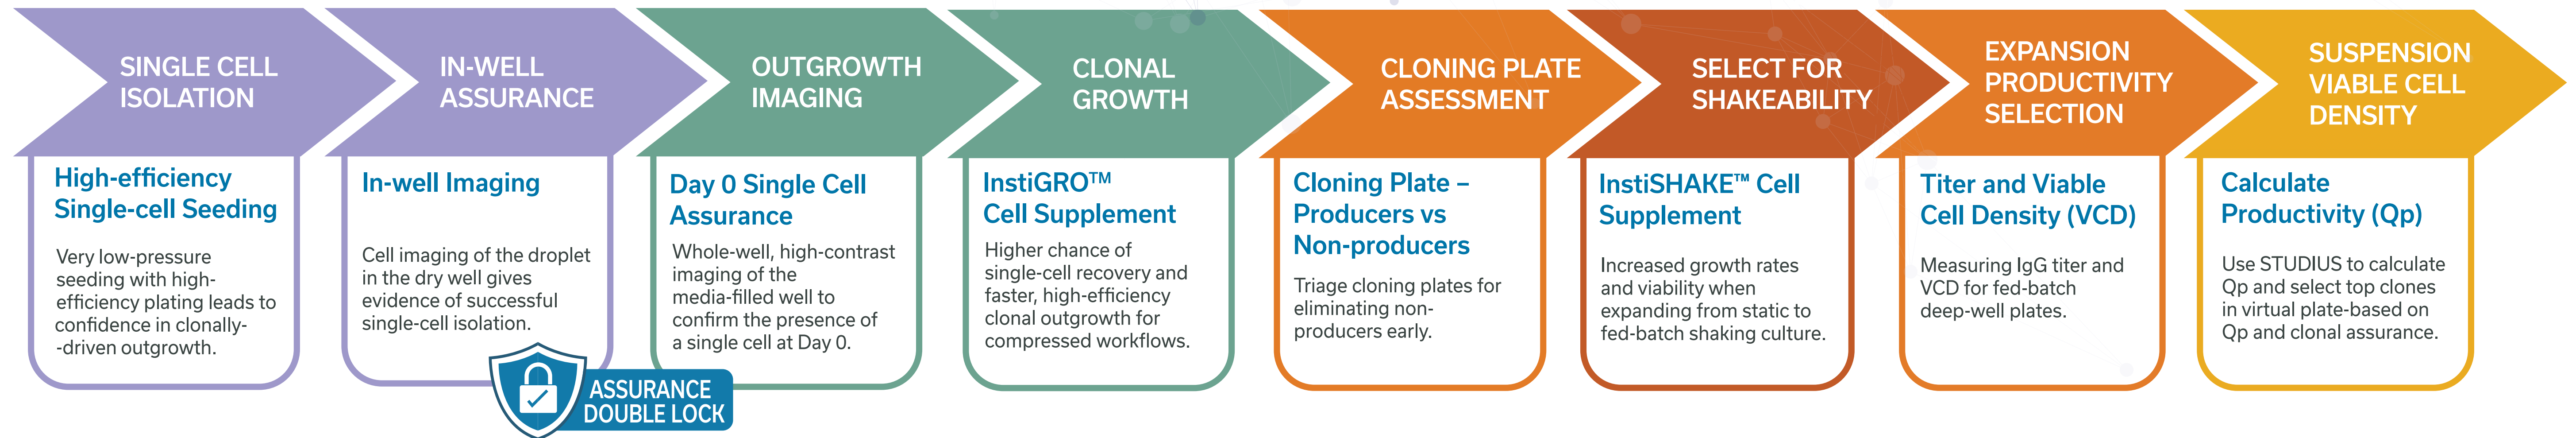 SINGLE CELL
ISOLATION
High-efficiency
Single-cell Seeding
Very low-pressure
seeding with high-
efficiency plating leads to
confidence in clonally-
-driven outgrowth.
IN-WELL
ASSURANCE
In-well Imaging
Cell imaging of the droplet
in the dry well gives
evidence of successful
single-cell isolation.
ASSURANCE
DOUBLE LOCK
OUTGROWTH
IMAGING
Day 0 Single Cell
Assurance
Whole-well, high-contrast
imaging of the
media-filled well to
confirm the presence of
a single cell at Day 0.
CLONAL
GROWTH
InstiGRO™
Cell Supplement
Higher chance of
single-cell recovery and
faster, high-efficiency
clonal outgrowth for
compressed workflows.
CLONING PLATE
ASSESSMENT
Cloning Plate –
Producers vs
Non-producers
Triage cloning plates for
eliminating non-
producers early.
SELECT FOR
SHAKEABILITY
InstiSHAKE™ Cell
Supplement
Increased growth rates
and viability when
expanding from static to
fed-batch shaking culture.
EXPANSION
PRODUCTIVITY
SELECTION
Titer and Viable
Cell Density (VCD)
Measuring IgG titer and
VCD for fed-batch
deep-well plates.
SUSPENSION
VIABLE CELL
DENSITY
Calculate
Productivity (Qp)
Use STUDIUS to calculate
Qp and select top clones
in virtual plate-based on
Qp and clonal assurance.